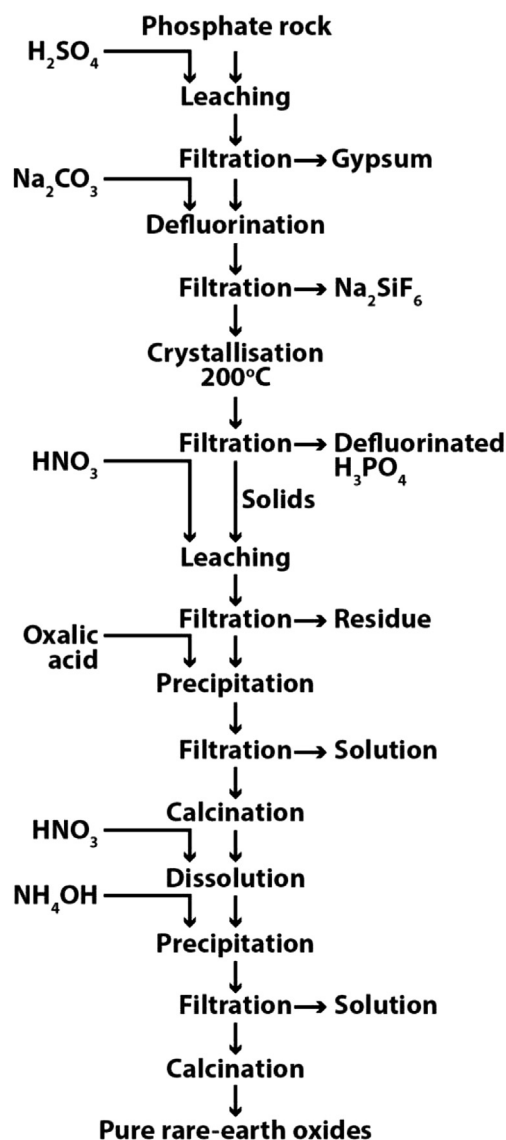 Phosphate rock
H₂SO₄
Leaching
Filtration → Gypsum
Na₂CO₃
Defluorination
Filtration → Na₂SiF₆
Crystallisation
200°C
Filtration → Defluorinated
H₃PO₄
HNO₃
Solids
Leaching
Filtration → Residue
Oxalic
acid
Precipitation
Filtration → Solution
Calcination
HNO₃
Dissolution
NH₄OH
Precipitation
Filtration → Solution
Calcination
Pure rare-earth oxides